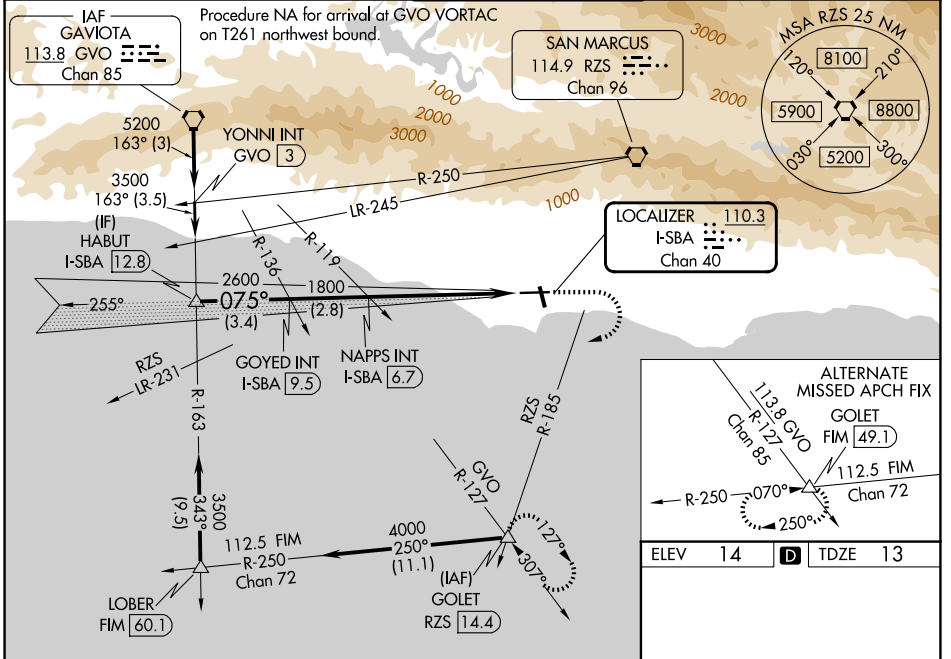 IAF
GAVIOTA
113.8 GVO
Chan 85
Procedure NA for arrival at GVO VORTAC
on T261 northwest bound.
SAN MARCUS
114.9 RZS
Chan 96
MSA RZS 25 NM
120°
8100
210°
5900
8800
030°
5200
300°
3000
2000
1000
2000
3000
1000
5200
163° (3)
YONNI INT
GVO 3
3500
163° (3.5)
R-250
LR-245
(IF)
HABUT
I-SBA 12.8
R-136
R-119
LOCALIZER 110.3
I-SBA
Chan 40
2600
1800
255°
075°
(3.4)
(2.8)
GOYED INT
I-SBA 9.5
NAPPS INT
I-SBA 6.7
RZS
LR-231
R-163
RZS
R-185
3500
343°
(9.5)
GVO
R-127
4000
250°
(11.1)
112.5 FIM
R-250
Chan 72
127°
307°
(IAF)
GOLET
RZS 14.4
LOBER
FIM 60.1
ALTERNATE
MISSED APCH FIX
GOLET
FIM 49.1
113.8 GVO
R-127
Chan 85
112.5 FIM
Chan 72
R-250
070°
250°
ELEV 14 D TDZE 13